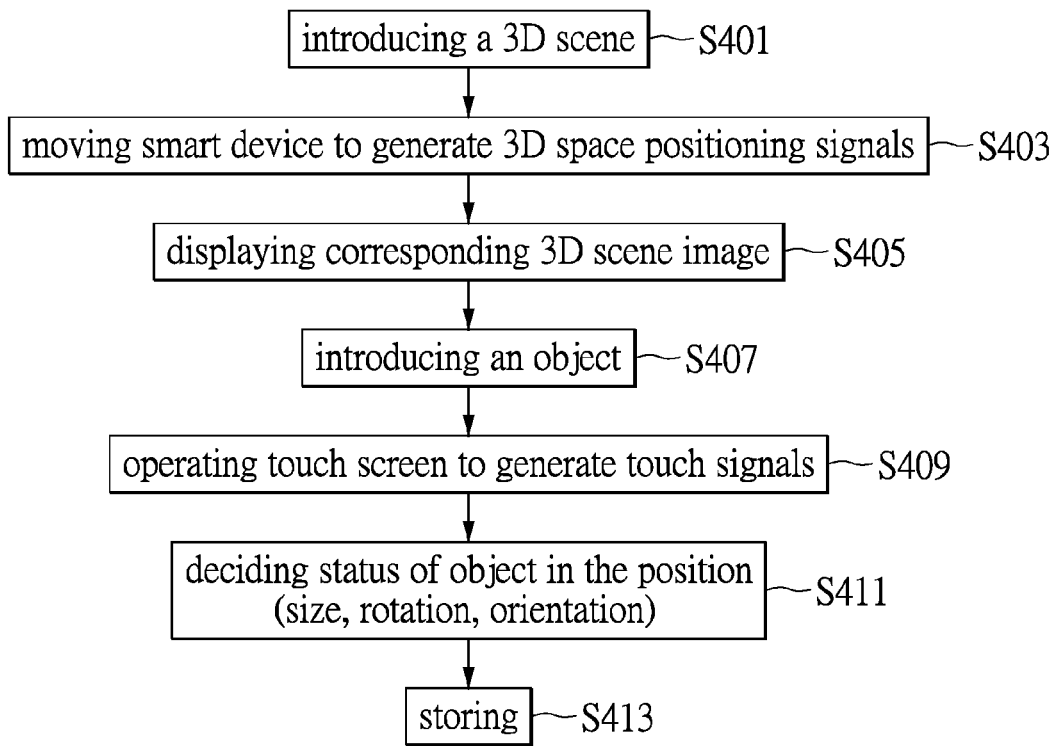 introducing a 3D scene S401
moving smart device to generate 3D space positioning signals S403
displaying corresponding 3D scene image S405
introducing an object S407
operating touch screen to generate touch signals S409
deciding status of object in the position
(size, rotation, orientation) S411
storing S413